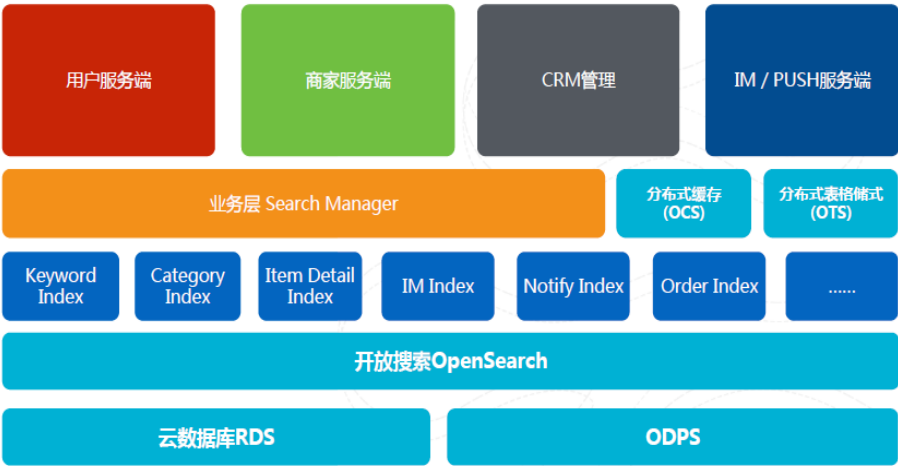 用户服务端
商家服务端
CRM管理
IM / PUSH服务端
业务层 Search Manager
分布式缓存
(OCS)
分布式表格储式
(OTS)
Keyword
Index
Category
Index
Item Detail
Index
IM Index
Notify Index
Order Index
......
开放搜索OpenSearch
云数据库RDS
ODPS